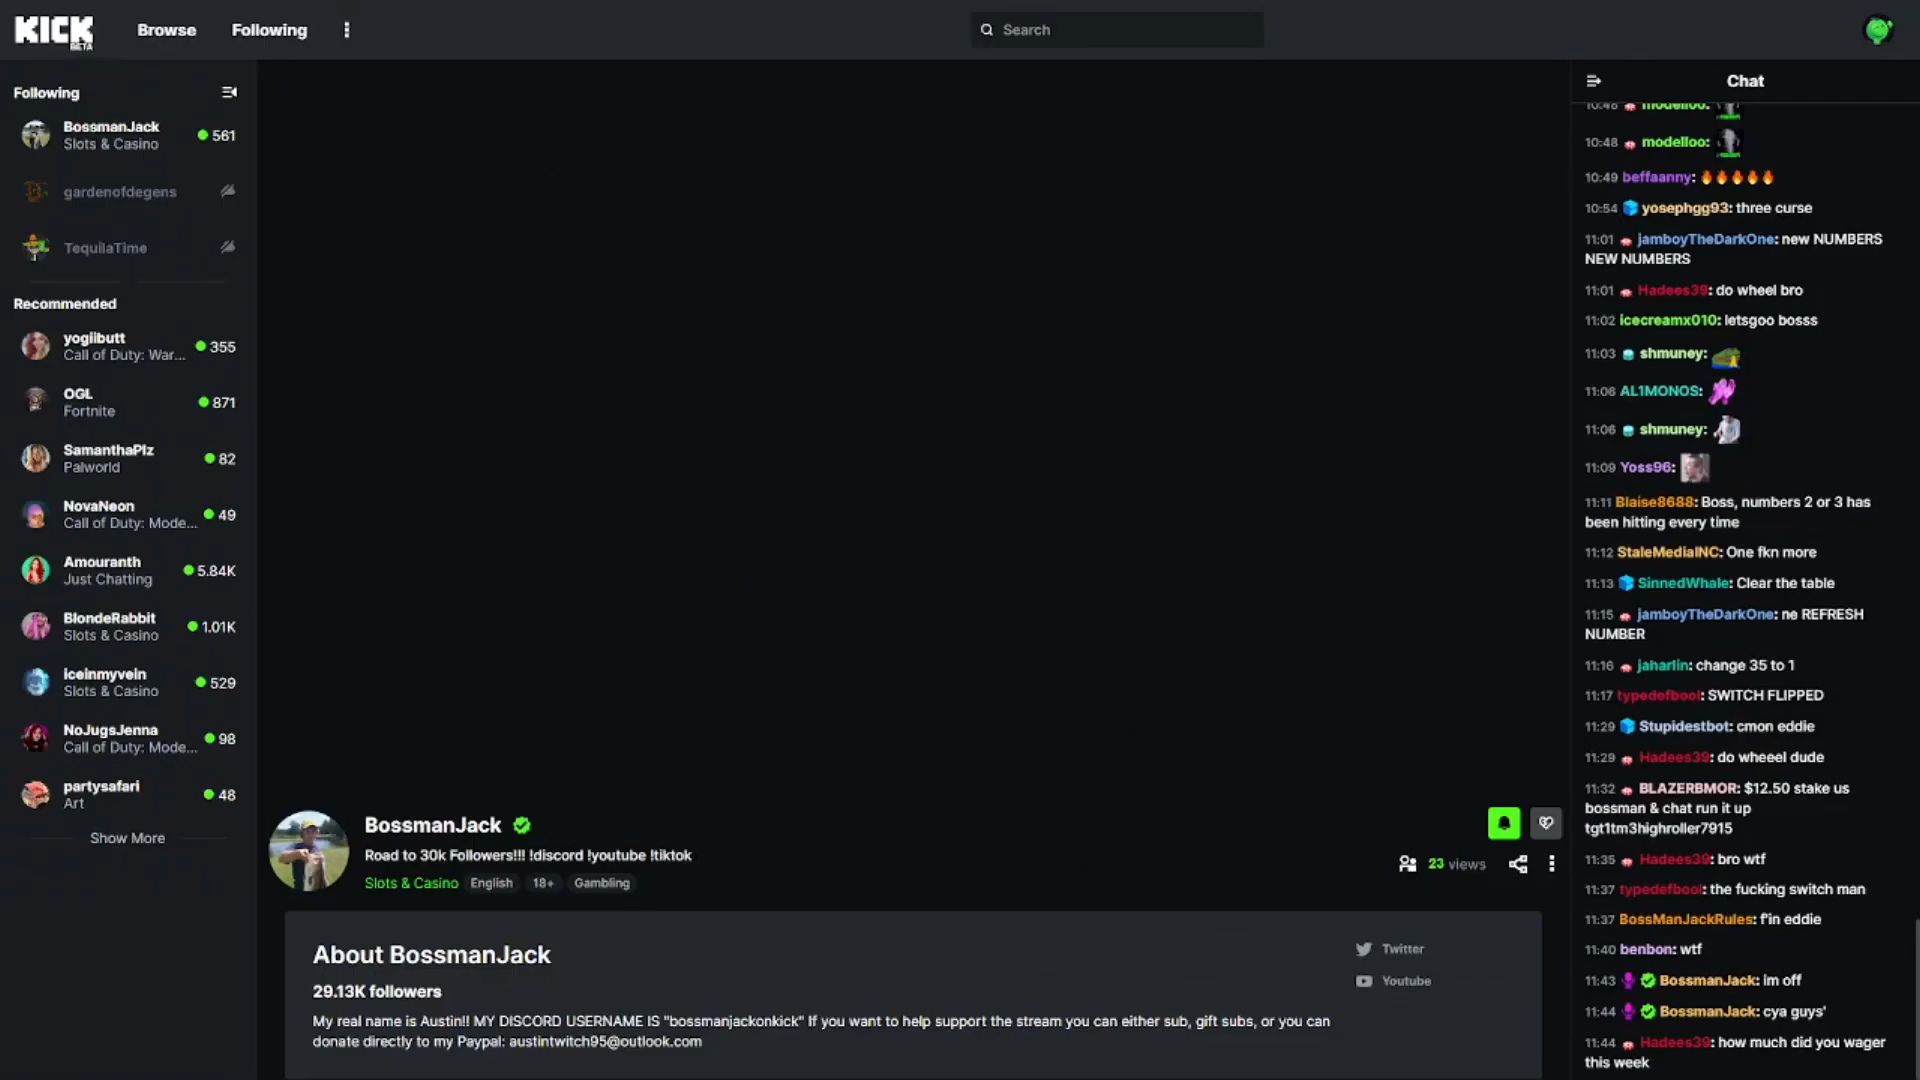 KICK
BETA
Browse
Following
Search
Following
BossmanJack
Slots & Casino
561
gardenofdegens
TequilaTime
Recommended
yogiibutt
Call of Duty: War...
355
OGL
Fortnite
871
SamanthaPlz
Palworld
82
NovaNeon
Call of Duty: Mode...
49
Amouranth
Just Chatting
5.84K
BlondeRabbit
Slots & Casino
1.01K
Iceinmyvein
Slots & Casino
529
NoJugsJenna
Call of Duty: Mode...
98
partysafari
Art
48
Show More
BossmanJack
Road to 30k Followers!!! !discord !youtube !tiktok
Slots & Casino English 18+ Gambling
23 views
About BossmanJack
29.13K followers
My real name is Austin!! MY DISCORD USERNAME IS "bossmanjackonkick" If you want to help support the stream you can either sub, gift subs, or you can
donate directly to my Paypal: austintwitch95@outlook.com
Twitter
Youtube
Chat
10:48 modelloo:
10:48 modelloo:
10:49 beffaanny: 🔥🔥🔥🔥🔥
10:54 yosephgg93: three curse
11:01 jamboyTheDarkOne: new NUMBERS
NEW NUMBERS
11:01 Hadees39: do wheel bro
11:02 icecreamx010: letsgoo bosss
11:03 shmuney:
11:06 AL1MONOS:
11:06 shmuney:
11:09 Yoss96:
11:11 Blaise8688: Boss, numbers 2 or 3 has
been hitting every time
11:12 StaleMediaINC: One fkn more
11:13 SinnedWhale: Clear the table
11:15 jamboyTheDarkOne: ne REFRESH
NUMBER
11:16 jaharlin: change 35 to 1
11:17 typedefbool: SWITCH FLIPPED
11:29 Stupidestbot: cmon eddie
11:29 Hadees39: do wheeel dude
11:32 BLAZERBMOR: $12.50 stake us
bossman & chat run it up
tgt1tm3highroller7915
11:35 Hadees39: bro wtf
11:37 typedefbool: the fucking switch man
11:37 BossManJackRules: f'in eddie
11:40 benbon: wtf
11:43 BossmanJack: im off
11:44 BossmanJack: cya guys'
11:44 Hadees39: how much did you wager
this week